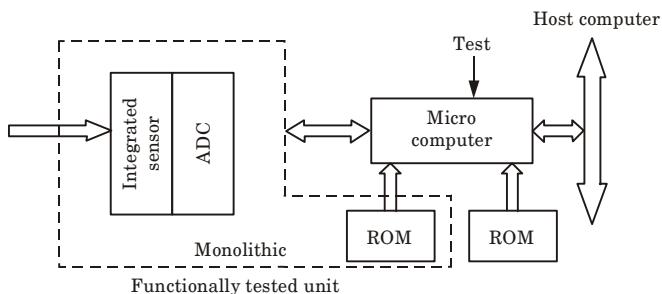 Host computer
Test
Integrated
sensor
ADC
Micro
computer
Monolithic
ROM
ROM
Functionally tested unit